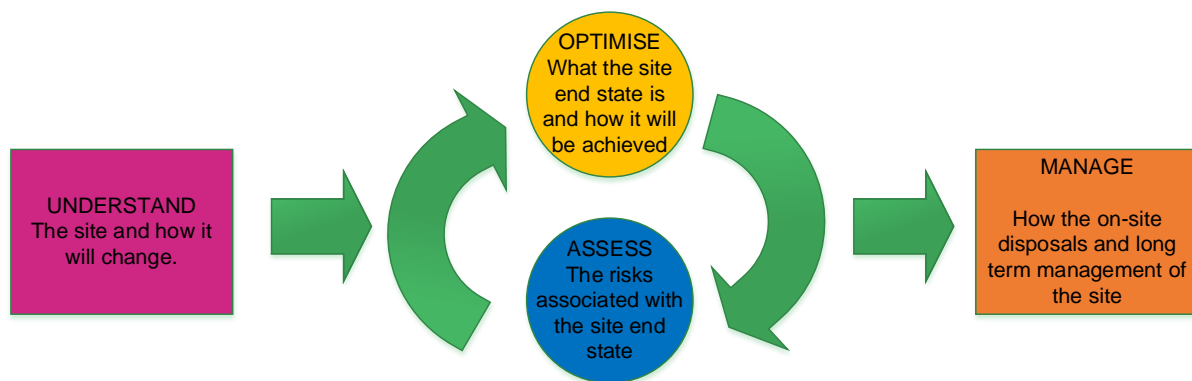 UNDERSTAND
The site and how it
will change.
OPTIMISE
What the site
end state is
and how it will
be achieved
ASSESS
The risks
associated with
the site end
state
MANAGE
How the on-site
disposals and long
term management of
the site